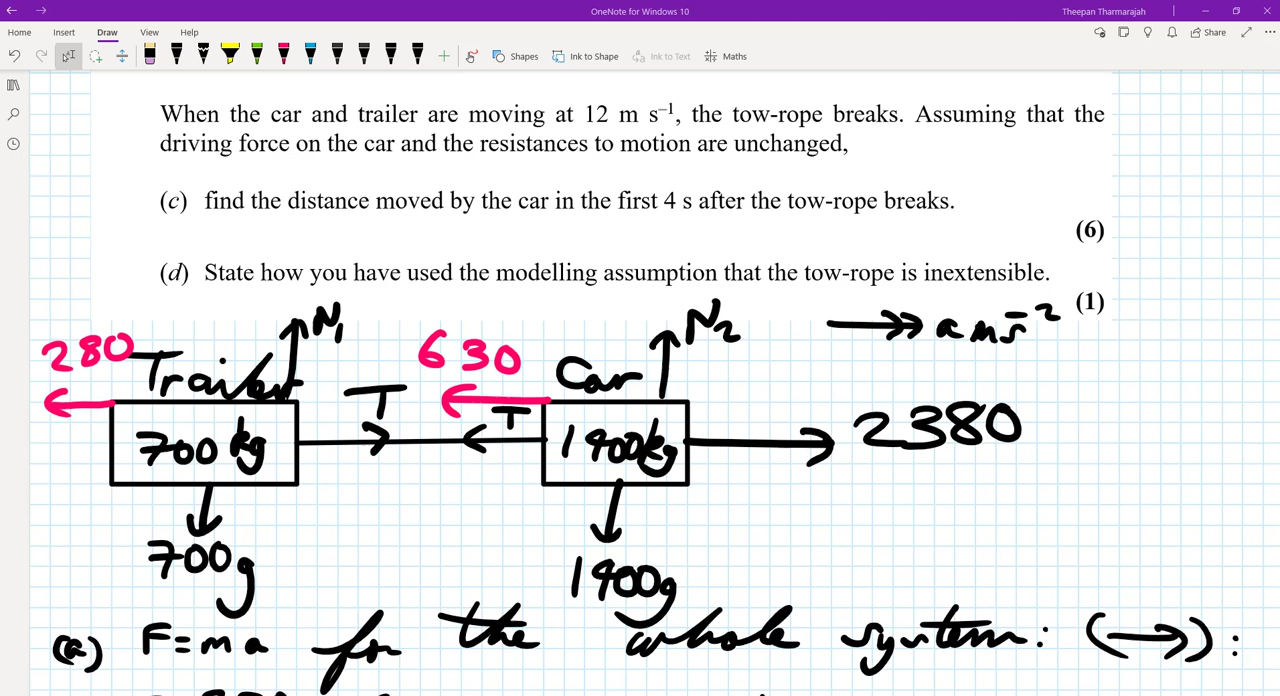 OneNote for Windows 10
Theepan Tharmarajah
Home Insert Draw View Help
Share
Shapes Ink to Shape Ink to Text Maths
When the car and trailer are moving at 12 m s⁻¹, the tow-rope breaks. Assuming that the
driving force on the car and the resistances to motion are unchanged,
(c) find the distance moved by the car in the first 4 s after the tow-rope breaks.
(6)
(d) State how you have used the modelling assumption that the tow-rope is inextensible.
(1)
N₁ N₂ a ms⁻²
280 Trailer T 630 Car
T 2380
700 kg 1400kg
700g 1400g
(a) F=ma for the whole system: (→):